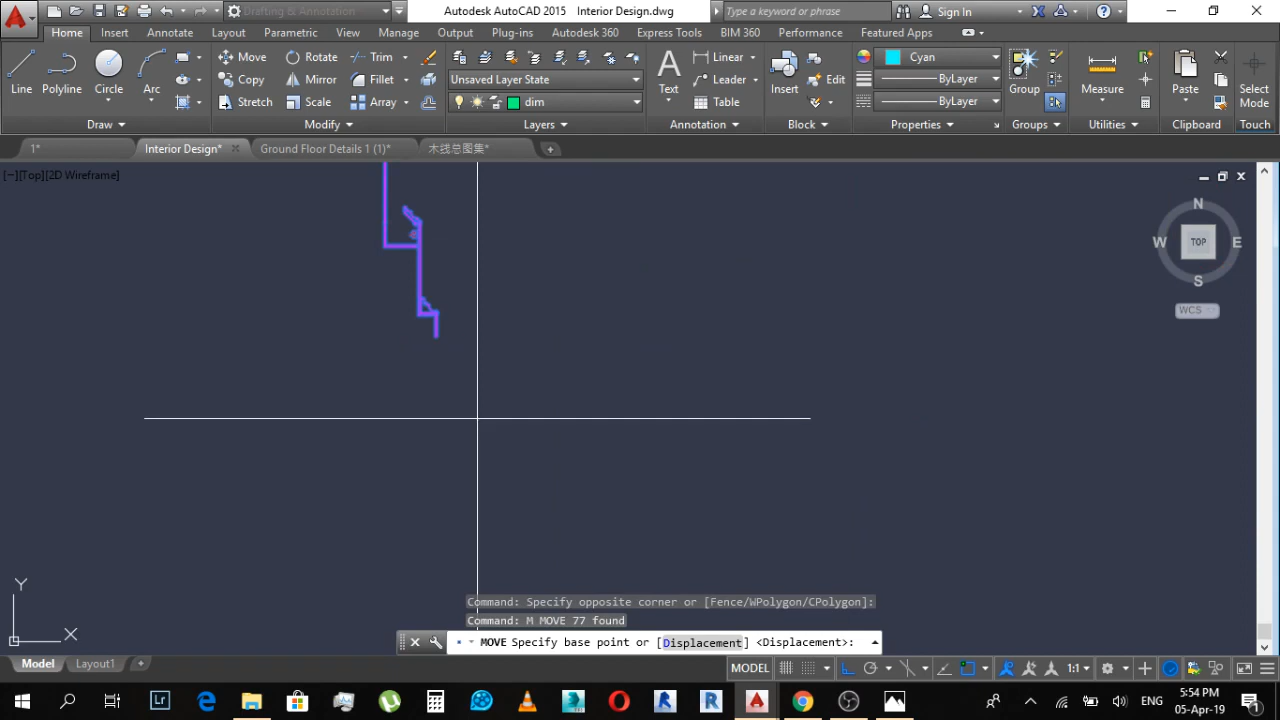 Drafting & Annotation
Autodesk AutoCAD 2015 Interior Design.dwg
Type a keyword or phrase
Sign In
Home Insert Annotate Layout Parametric View Manage Output Plug-ins Autodesk 360 Express Tools BIM 360 Performance Featured Apps
Line Polyline Circle Arc
Move Rotate Trim
Copy Mirror Fillet
Stretch Scale Array
Unsaved Layer State
dim
Text
Linear
Leader
Table
Insert
Edit
Cyan
ByLayer
ByLayer
Group
Measure
Paste
Select
Mode
Draw Modify Layers Annotation Block Properties Groups Utilities Clipboard Touch
1* Interior Design* Ground Floor Details 1 (1)* 木线总图集*
[−][Top][2D Wireframe]
N
W TOP E
S
WCS
Y
X
Command: Specify opposite corner or [Fence/WPolygon/CPolygon]:
Command: M MOVE 77 found
MOVE Specify base point or [Displacement] <Displacement>:
Model Layout1
MODEL 1:1
Lr
R R A
ENG
5:54 PM
05-Apr-19
1